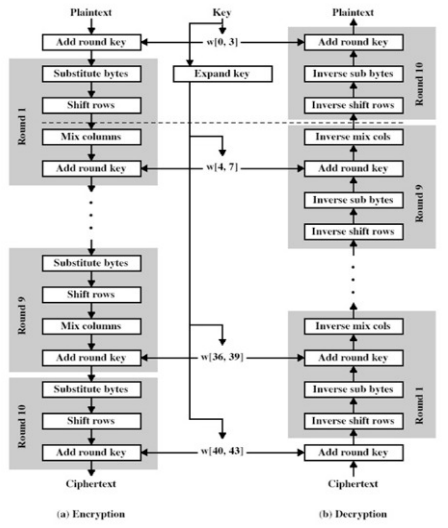 Plaintext
Add round key
Round 1
Substitute bytes
Shift rows
Mix columns
Add round key
Round 9
Substitute bytes
Shift rows
Mix columns
Add round key
Round 10
Substitute bytes
Shift rows
Add round key
Ciphertext
(a) Encryption
Key
w[0, 3]
Expand key
w[4, 7]
w[36, 39]
w[40, 43]
Plaintext
Add round key
Inverse sub bytes
Inverse shift rows
Round 10
Inverse mix cols
Add round key
Inverse sub bytes
Inverse shift rows
Round 9
Inverse mix cols
Add round key
Inverse sub bytes
Inverse shift rows
Round 1
Add round key
Ciphertext
(b) Decryption